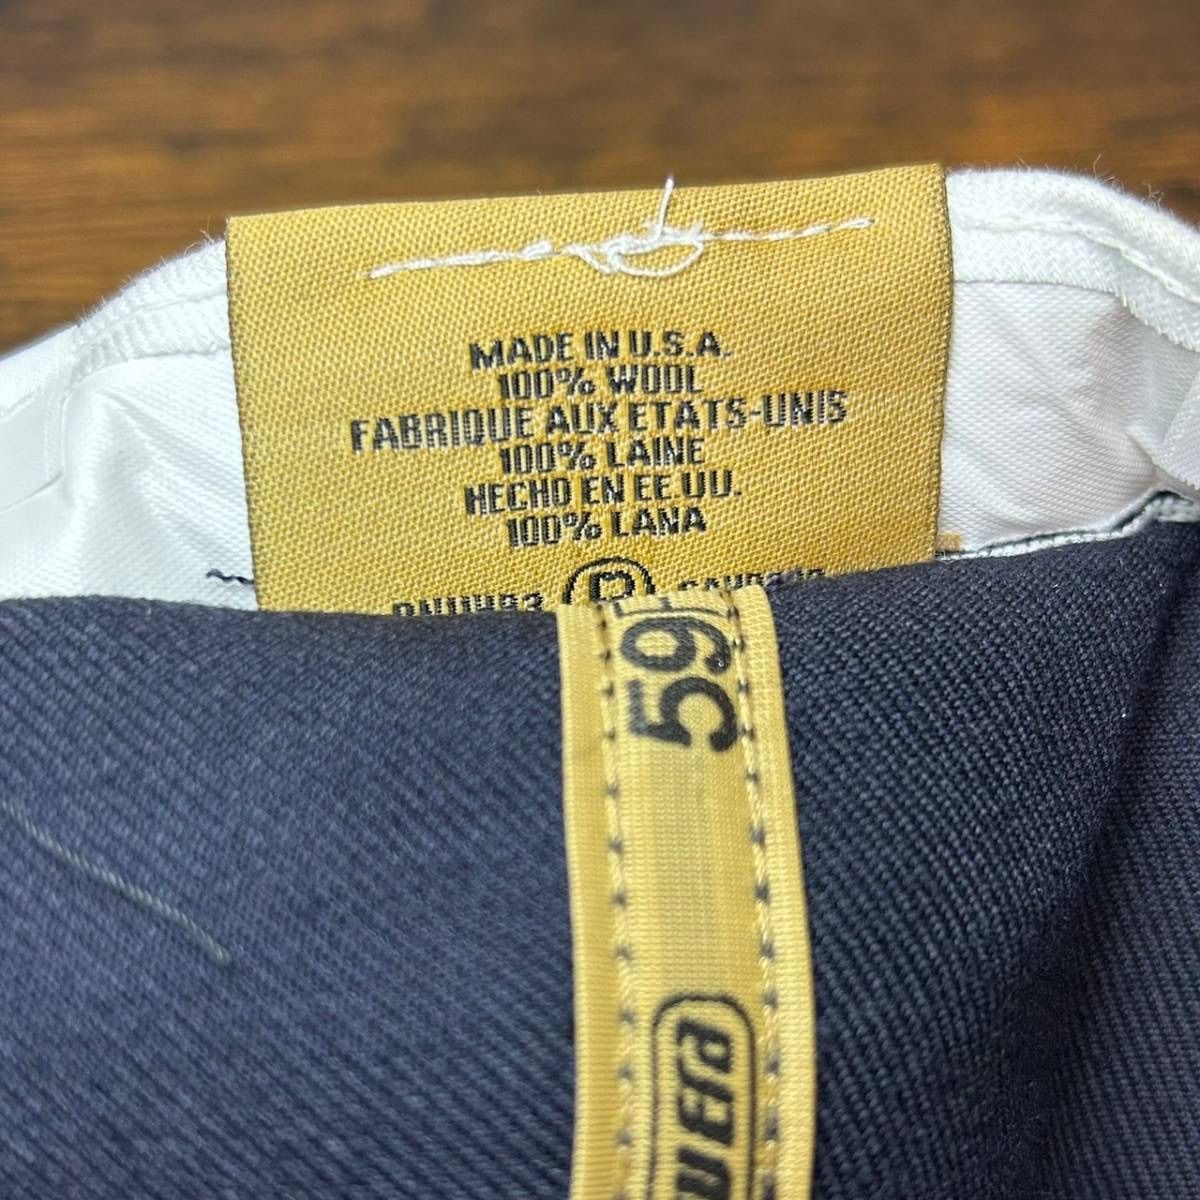 MADE IN U.S.A.
100% WOOL
FABRIQUE AUX ETATS-UNIS
100% LAINE
HECHO EN EE UU.
100% LANA
59